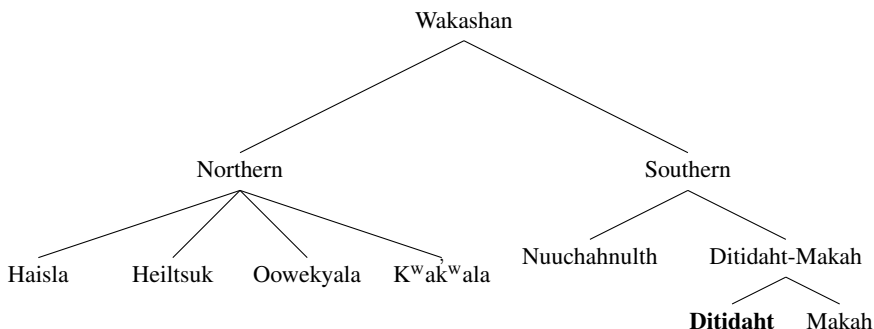 Wakashan
Northern Southern
Haisla Heiltsuk Oowekyala Kʷak̓ʷala Nuuchahnulth Ditidaht-Makah
Ditidaht Makah